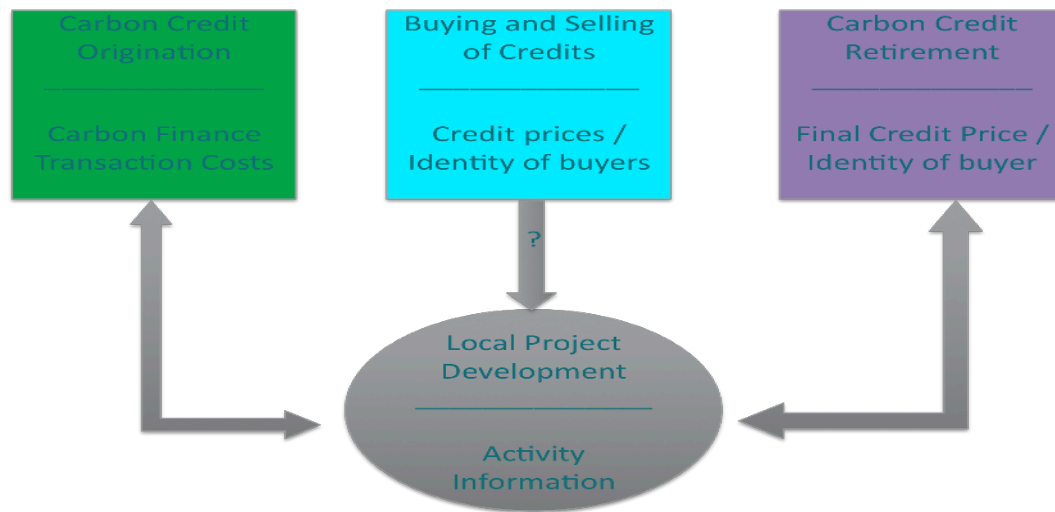 Carbon Credit
Origination
Carbon Finance
Transaction Costs
Buying and Selling
of Credits
Credit prices /
Identity of buyers
Carbon Credit
Retirement
Final Credit Price /
Identity of buyer
?
Local Project
Development
Activity
Information